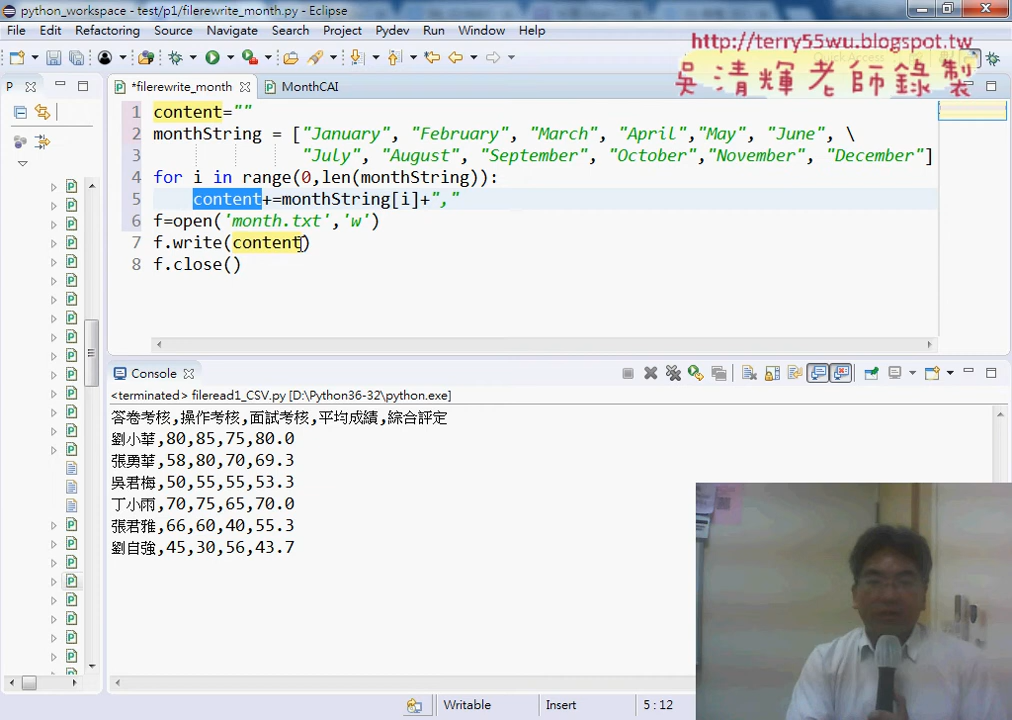 python_workspace - test/p1/filerewrite_month.py - Eclipse
File Edit Refactoring Source Navigate Search Project Pydev Run Window Help
http://terry55wu.blogspot.tw
Quick Access
吳清輝老師錄製
P
*filerewrite_month
MonthCAI
1 content=""
2 monthString = ["January", "February", "March", "April","May", "June", \
3 "July", "August", "September", "October","November", "December"]
4 for i in range(0,len(monthString)):
5 content+=monthString[i]+","
6 f=open('month.txt','w')
7 f.write(content)
8 f.close()
Console
<terminated> fileread1_CSV.py [D:\Python36-32\python.exe]
答卷考核,操作考核,面試考核,平均成績,綜合評定
劉小華,80,85,75,80.0
張勇華,58,80,70,69.3
吳君梅,50,55,55,53.3
丁小雨,70,75,65,70.0
張君雅,66,60,40,55.3
劉自強,45,30,56,43.7
Writable
Insert
5 : 12